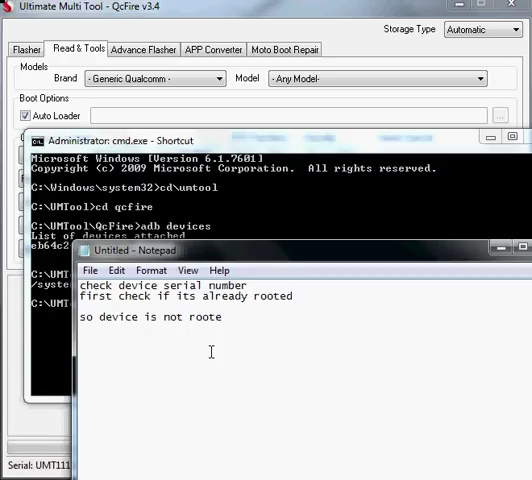 Ultimate Multi Tool - QcFire v3.4
Storage Type Automatic
Flasher Read & Tools Advance Flasher APP Converter Moto Boot Repair
Models
Brand - Generic Qualcomm - Model - Any Model-
Boot Options
Auto Loader ...
Administrator: cmd.exe - Shortcut
Microsoft Windows [Version 6.1.7601]
Copyright (c) 2009 Microsoft Corporation. All rights reserved.
C:\Windows\system32>cd\umtool
C:\UMTool>cd qcfire
C:\UMTool\QcFire>adb devices
List of devices attached
eb64c2
C:\UMT
/system
C:\UMT
Untitled - Notepad
File Edit Format View Help
check device serial number
first check if its already rooted
so device is not roote
Serial: UMT111